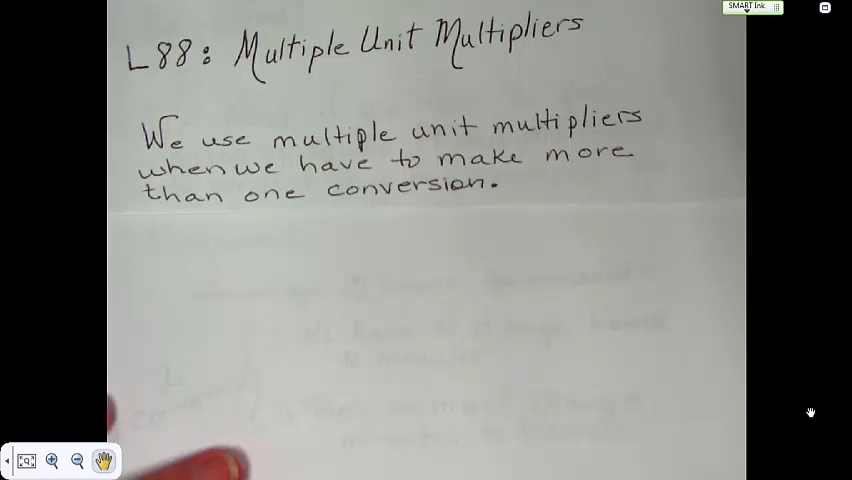 SMART Ink
L88: Multiple Unit Multipliers
We use multiple unit multipliers
when we have to make more
than one conversion.